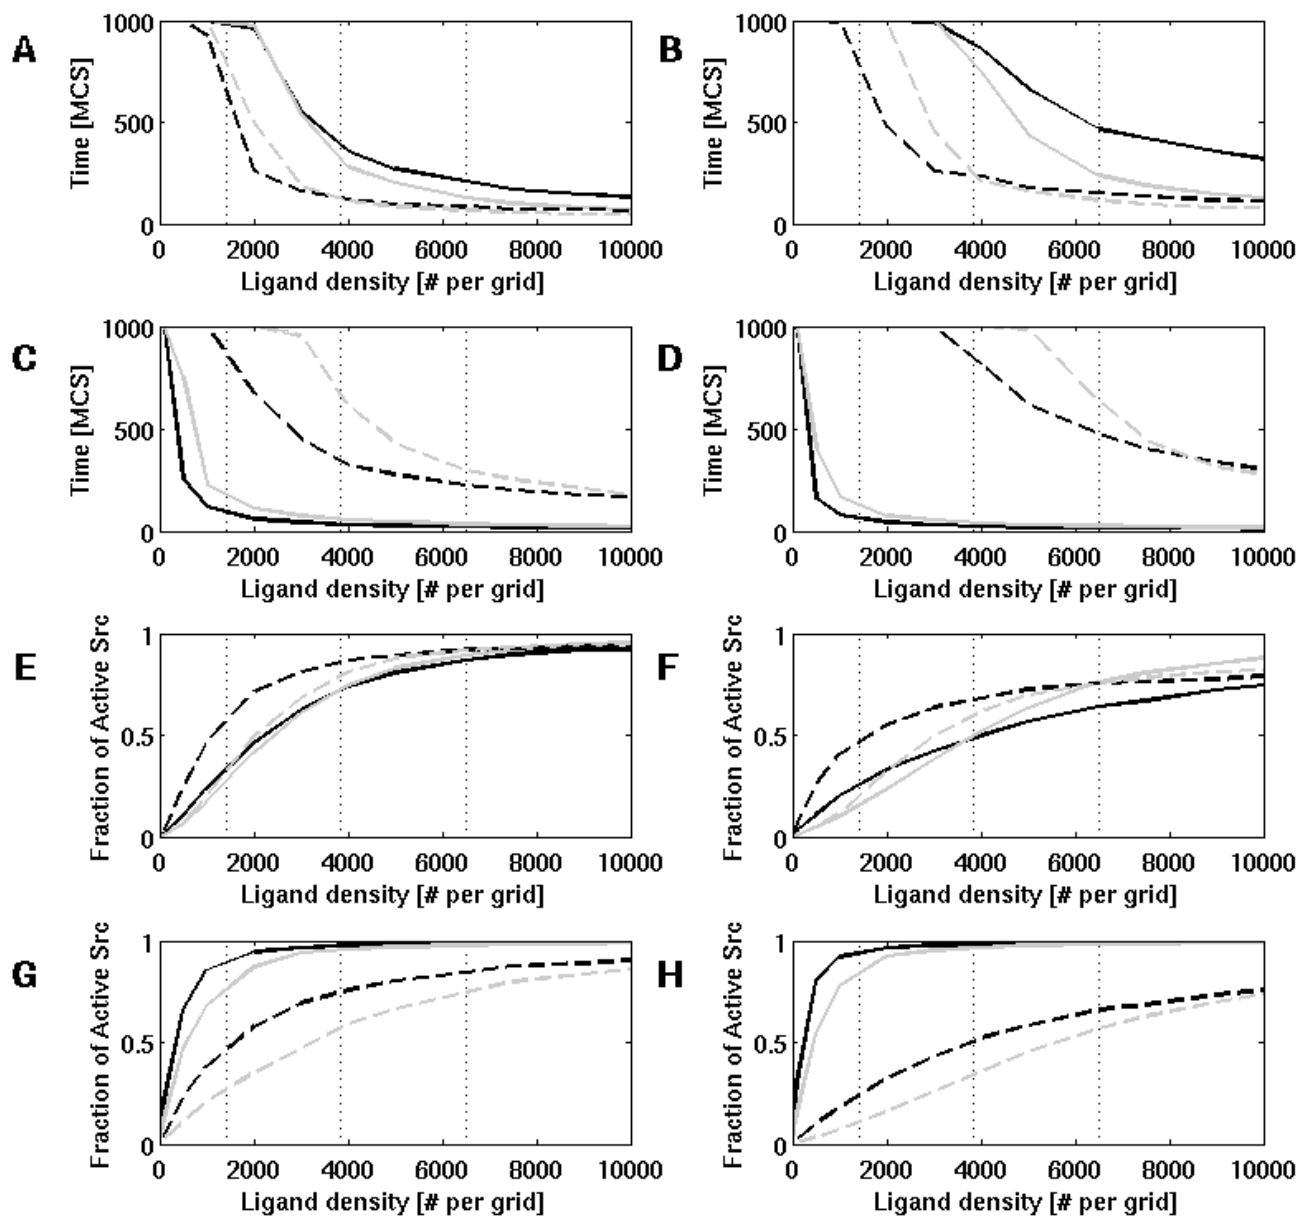 A
Time [MCS]
1000
500
0
0 2000 4000 6000 8000 10000
Ligand density [# per grid]
B
Time [MCS]
1000
500
0
0 2000 4000 6000 8000 10000
Ligand density [# per grid]
C
Time [MCS]
1000
500
0
0 2000 4000 6000 8000 10000
Ligand density [# per grid]
D
Time [MCS]
1000
500
0
0 2000 4000 6000 8000 10000
Ligand density [# per grid]
E
Fraction of Active Src
1
0.5
0
0 2000 4000 6000 8000 10000
Ligand density [# per grid]
F
Fraction of Active Src
1
0.5
0
0 2000 4000 6000 8000 10000
Ligand density [# per grid]
G
Fraction of Active Src
1
0.5
0
0 2000 4000 6000 8000 10000
Ligand density [# per grid]
H
Fraction of Active Src
1
0.5
0
0 2000 4000 6000 8000 10000
Ligand density [# per grid]